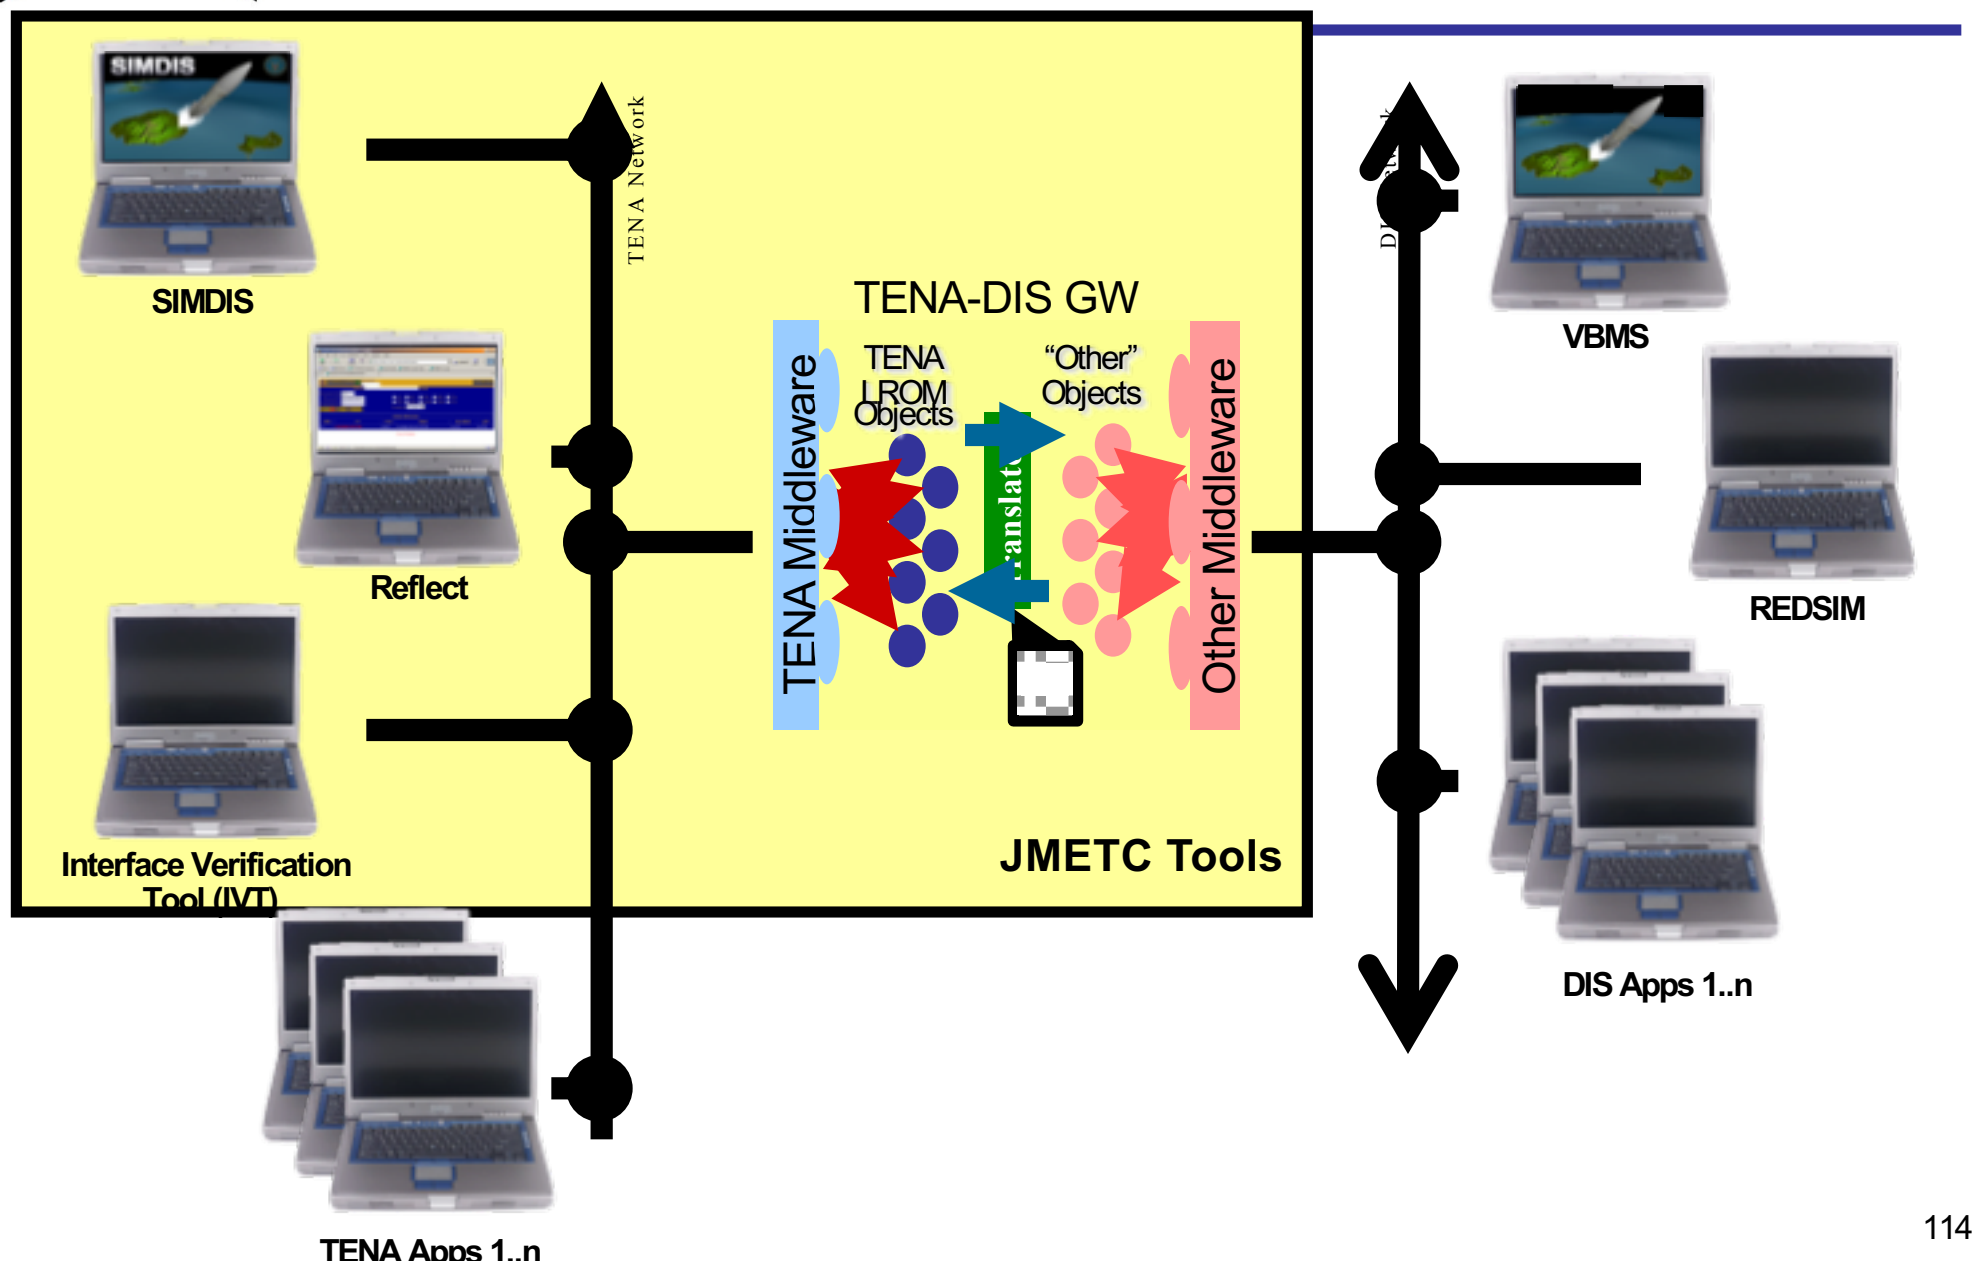 SIMDIS
SIMDIS
TENA Network
Reflect
Interface Verification
Tool (IVT)
TENA Apps 1..n
TENA-DIS GW
TENA Middleware
TENA
LROM
Objects
"Other"
Objects
Other Middleware
JMETC Tools
VBMS
REDSIM
DIS Apps 1..n
114